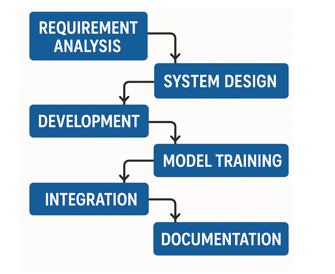 REQUIREMENT
ANALYSIS
SYSTEM DESIGN
DEVELOPMENT
MODEL TRAINING
INTEGRATION
DOCUMENTATION